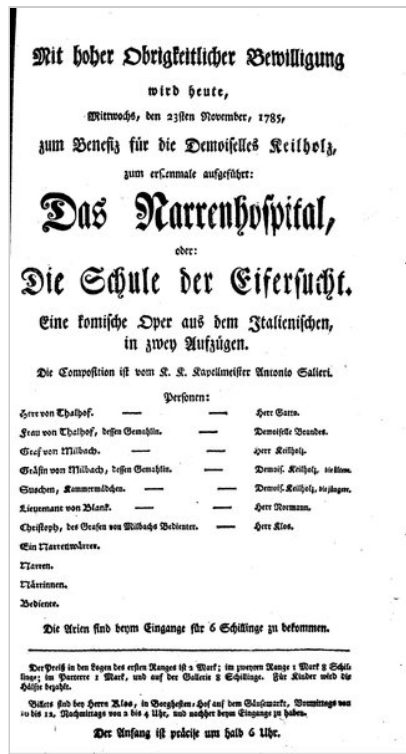 Mit hoher Obrigkeitlicher Bewilligung
wird heute,
Mittwochs, den 23sten November, 1785,
zum Benefiz für die Demoiselles Keilholz,
zum erstenmale aufgeführt:
Das Narrenhospital,
oder:
Die Schule der Eifersucht.
Eine komische Oper aus dem Italienischen,
in zwey Aufzügen.
Die Composition ist vom K. K. Kapellmeister Antonio Salieri.
Personen:
Herr von Thalhof. — — Herr Gatto.
Frau von Thalhof, dessen Gemahlin. — Demoiselle Brandes.
Graf von Milbach. — — Herr Keilholz.
Gräfin von Milbach, dessen Gemahlin. — Demois. Keilholz, die ältere.
Suschen, Kammermädchen. — — Demois. Keilholz, die jüngere.
Lieutenant von Blank. — — Herr Normann.
Christoph, des Grafen von Milbachs Bedienter. — Herr Klos.
Ein Narrenwärter.
Narren.
Närrinnen.
Bediente.
Die Arien sind beym Eingange für 6 Schillinge zu bekommen.
Der Preiß in den Logen des ersten Ranges ist 2 Mark; im zweyten Range 1 Mark 8 Schil-
linge; im Parterre 1 Mark, und auf der Gallerie 8 Schillinge. Für Kinder wird die
Hälfte bezahlt.
Billets sind bey Herrn Klos, in Borghesten-Hof auf dem Gänsemarkt, Vormittags von
10 bis 12, Nachmittags von 2 bis 4 Uhr, und nachher beym Eingange zu haben.
Der Anfang ist präcise um halb 6 Uhr.